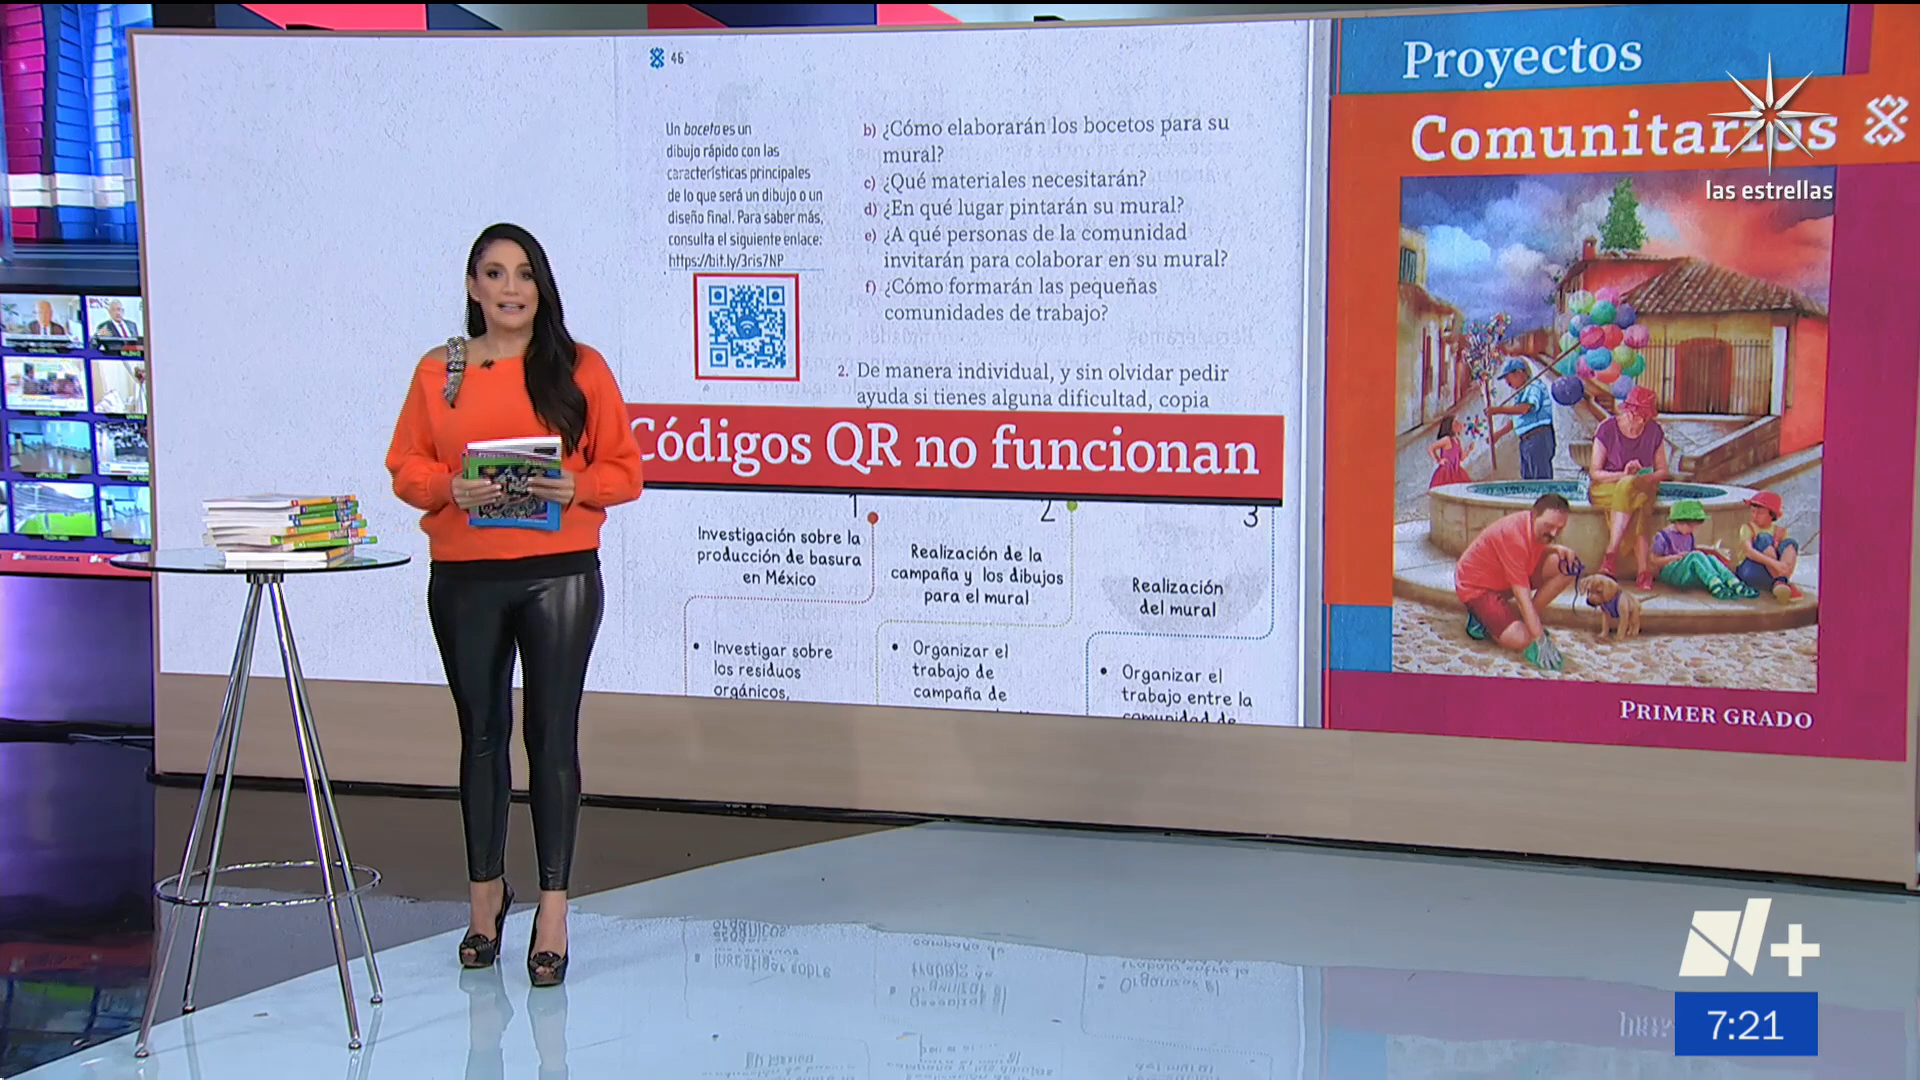 46
Un boceto es un
dibujo rápido con las
características principales
de lo que será un dibujo o un
diseño final. Para saber más,
consulta el siguiente enlace:
https://bit.ly/3ris7NP
b) ¿Cómo elaborarán los bocetos para su
mural?
c) ¿Qué materiales necesitarán?
d) ¿En qué lugar pintarán su mural?
e) ¿A qué personas de la comunidad
invitarán para colaborar en su mural?
f) ¿Cómo formarán las pequeñas
comunidades de trabajo?
2. De manera individual, y sin olvidar pedir
ayuda si tienes alguna dificultad, copia
Códigos QR no funcionan
1
Investigación sobre la
producción de basura
en México
• Investigar sobre
los residuos
orgánicos,
2
Realización de la
campaña y los dibujos
para el mural
• Organizar el
trabajo de
campaña de
3
Realización
del mural
• Organizar el
trabajo entre la
comunidad de
Proyectos
Comunitarios
las estrellas
PRIMER GRADO
N+
7:21